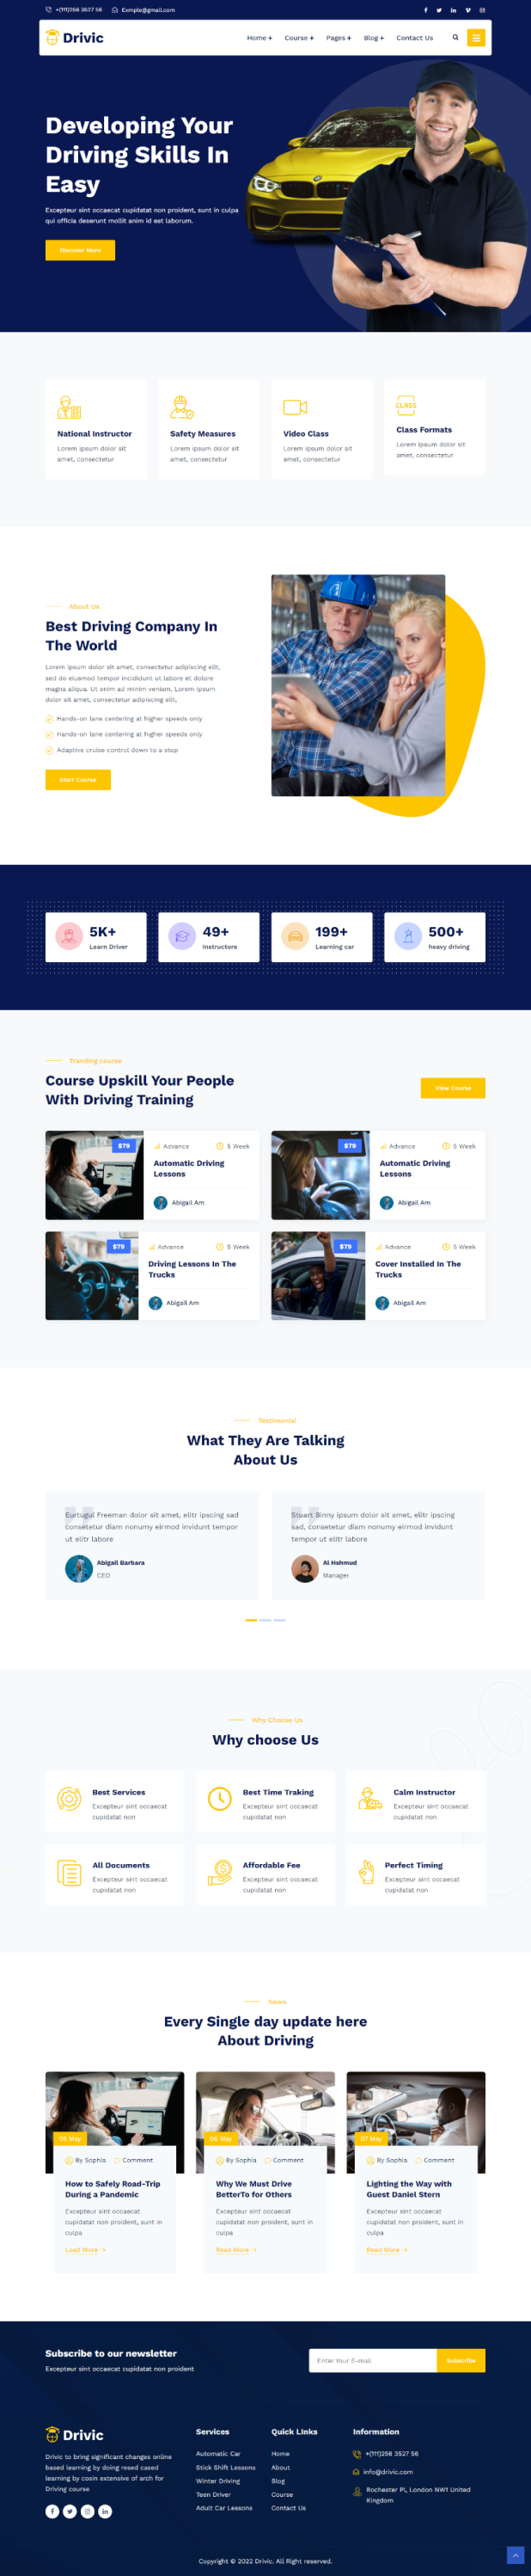 +(111)256 3527 56 Exmple@gmail.com
Drivic
Home + Course + Pages + Blog + Contact Us
Developing Your
Driving Skills In
Easy
Excepteur sint occaecat cupidatat non proident, sunt in culpa
qui officia deserunt mollit anim id est laborum.
Discover More
National Instructor
Lorem ipsum dolor sit
amet, consectetur
Safety Measures
Lorem ipsum dolor sit
amet, consectetur
Video Class
Lorem ipsum dolor sit
amet, consectetur
CLASS
Class Formats
Lorem ipsum dolor sit
amet, consectetur
About Us
Best Driving Company In
The World
Lorem ipsum dolor sit amet, consectetur adipiscing elit,
sed do eiusmod tempor incididunt ut labore et dolore
magna aliqua. Ut enim ad minim veniam, Lorem ipsum
dolor sit amet, consectetur adipiscing elit,
Hands-on lane centering at higher speeds only
Hands-on lane centering at higher speeds only
Adaptive cruise control down to a stop
Start Course
5K+
Learn Driver
49+
Instructore
199+
Learning car
500+
heavy driving
Tranding course
Course Upskill Your People
With Driving Training
View Course
$79
Advance 5 Week
Automatic Driving
Lessons
Abigail Am
$79
Advance 5 Week
Automatic Driving
Lessons
Abigail Am
$79
Advance 5 Week
Driving Lessons In The
Trucks
Abigail Am
$79
Advance 5 Week
Cover Installed In The
Trucks
Abigail Am
Testimonial
What They Are Talking
About Us
Eurtugul Freeman dolor sit amet, elitr ipscing sad
consetetur diam nonumy eirmod invidunt tempor
ut elitr labore
Abigail Barbara
CEO
Stuart Binny ipsum dolor sit amet, elitr ipscing
sad, consetetur diam nonumy eirmod invidunt
tempor ut elitr labore
Al Hshmud
Manager
Why Choose Us
Why choose Us
Best Services
Excepteur sint occaecat
cupidatat non
Best Time Traking
Excepteur sint occaecat
cupidatat non
Calm Instructor
Excepteur sint occaecat
cupidatat non
All Documents
Excepteur sint occaecat
cupidatat non
Affordable Fee
Excepteur sint occaecat
cupidatat non
Perfect Timing
Excepteur sint occaecat
cupidatat non
News
Every Single day update here
About Driving
05 May
By Sophia Comment
How to Safely Road-Trip
During a Pandemic
Excepteur sint occaecat
cupidatat non proident, sunt in
culpa
Load More
06 May
By Sophia Comment
Why We Must Drive
BetterTo for Others
Excepteur sint occaecat
cupidatat non proident, sunt in
culpa
Read More
07 May
By Sophia Comment
Lighting the Way with
Guest Daniel Stern
Excepteur sint occaecat
cupidatat non proident, sunt in
culpa
Read More
Subscribe to our newsletter
Excepteur sint occaecat cupidatat non proident
Enter Your E-mail
Subscribe
Drivic
Drivic to bring significant changes online
based learning by doing resed cased
learning by cosin extensive of arch for
Driving course
Services
Automatic Car
Stick Shift Lessons
Winter Driving
Teen Driver
Adult Car Lessons
Quick Links
Home
About
Blog
Course
Contact Us
Information
+(111)256 3527 56
info@drivic.com
Rochester Pl, London NW1 United
Kingdom
Copyright © 2022 Drivic. All Right reserved.